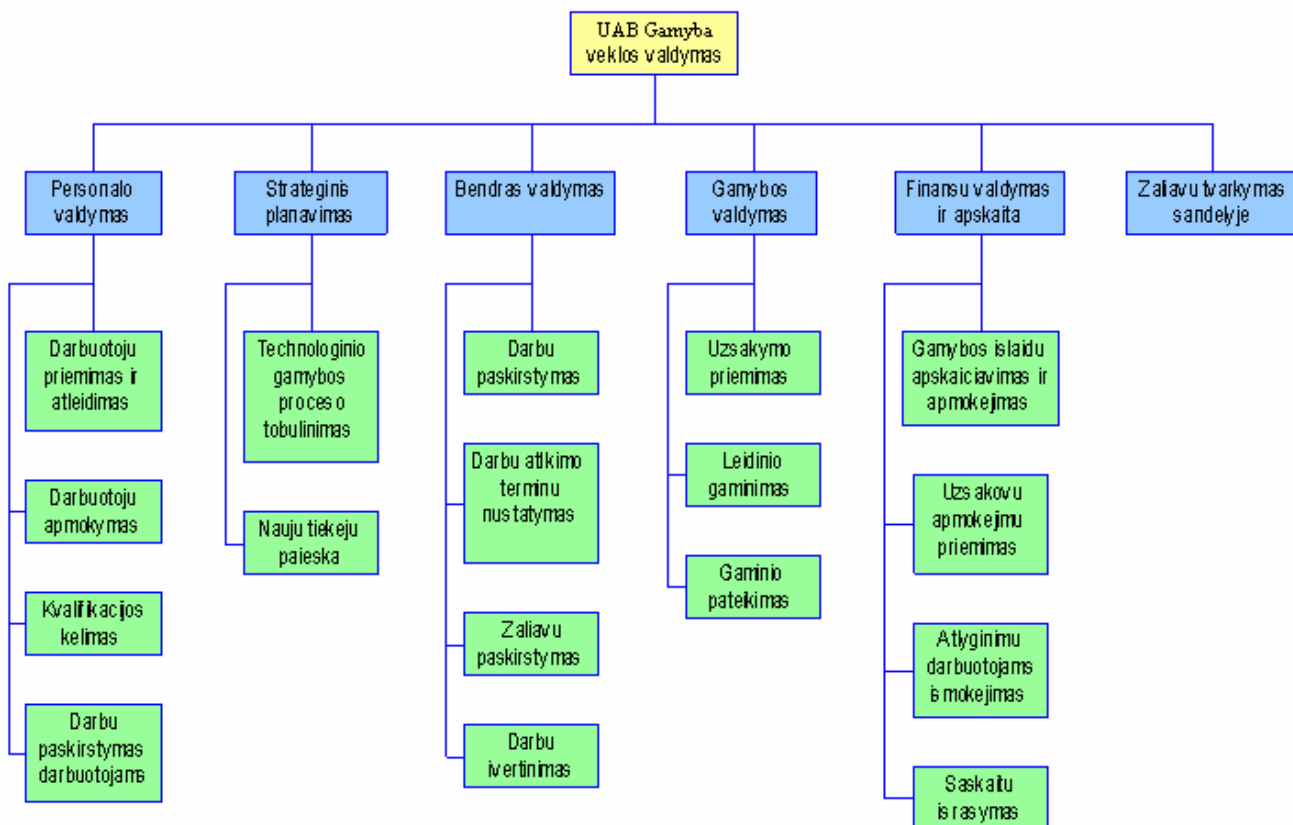 UAB Gamyba
veklos valdymas
Personalo
valdymas
Strateginis
planavimas
Bendras valdymas
Gamybos
valdymas
Finansu valdymas
ir apskaita
Zaliavu tvarkymas
sandelyje
Darbuotoju
priemimas ir
atleidimas
Darbuotoju
apmokymas
Kvalifikacijos
kelimas
Darbu
paskirstymas
darbuotojams
Technologinio
gamybos
proceso
tobulinimas
Nauju tiekeju
paieska
Darbu
paskirstymas
Darbu atlkimo
terminu
nustatymas
Zaliavu
paskirstymas
Darbu
ivertinimas
Uzsakymo
priemimas
Leidinio
gaminimas
Gaminio
pateikimas
Gamybos islaidu
apskaiciavimas ir
apmokejimas
Uzsakovu
apmokejimu
priemimas
Atlyginimu
darbuotojams
ismokejimas
Saskaitu
israsymas